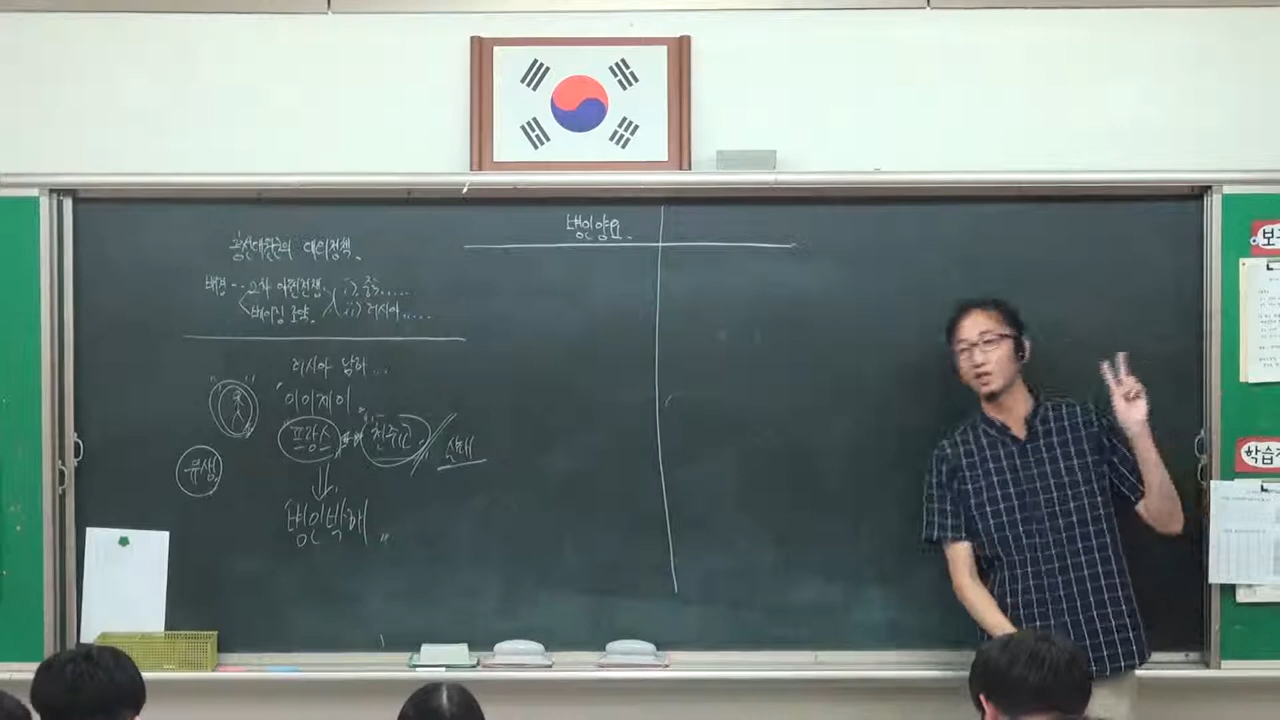 흥선대원군의 대외정책.
배경 -- 2차 아편전쟁. i). 중.....
베이징 조약. ii) 러시아.....
러시아 남하...
이이제이
프랑스 천주교
유생
병인박해
병인양요.
보
학습